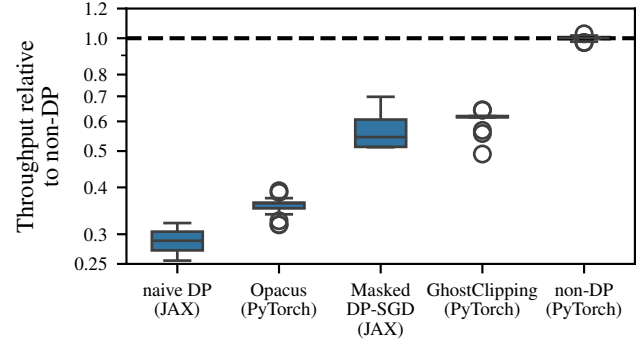 Throughput relative
to non-DP
1.2
1.0
0.8
0.7
0.6
0.5
0.4
0.3
0.25
naive DP
(JAX)
Opacus
(PyTorch)
Masked
DP-SGD
(JAX)
GhostClipping
(PyTorch)
non-DP
(PyTorch)